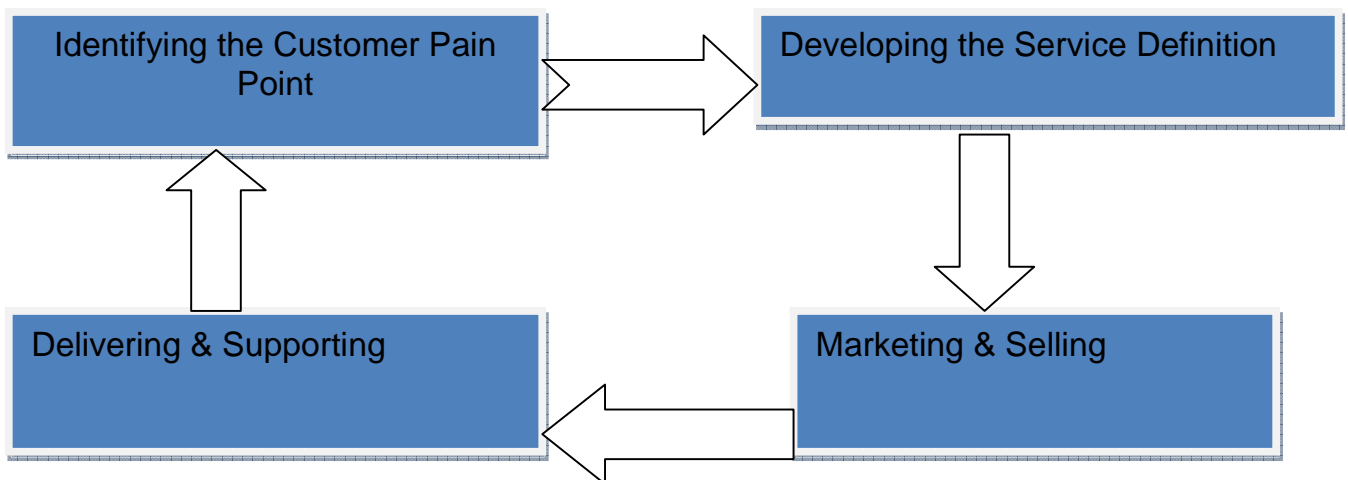 Identifying the Customer Pain
Point
Developing the Service Definition
Delivering & Supporting
Marketing & Selling